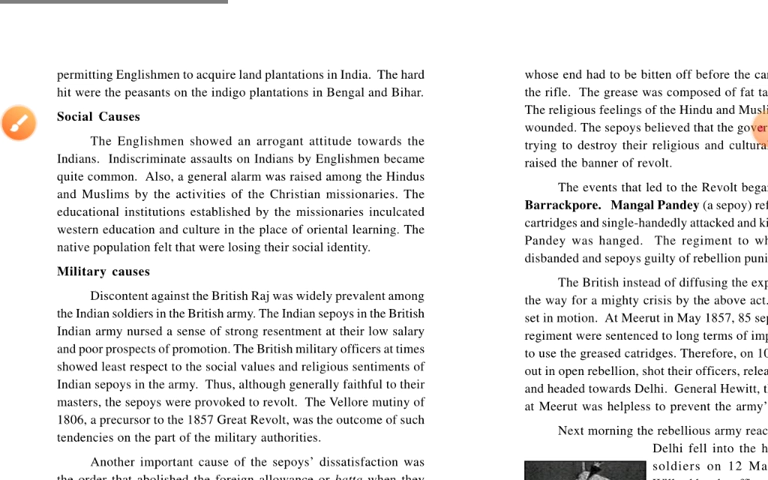 permitting Englishmen to acquire land plantations in India. The hard
hit were the peasants on the indigo plantations in Bengal and Bihar.
Social Causes
The Englishmen showed an arrogant attitude towards the
Indians. Indiscriminate assaults on Indians by Englishmen became
quite common. Also, a general alarm was raised among the Hindus
and Muslims by the activities of the Christian missionaries. The
educational institutions established by the missionaries inculcated
western education and culture in the place of oriental learning. The
native population felt that were losing their social identity.
Military causes
Discontent against the British Raj was widely prevalent among
the Indian soldiers in the British army. The Indian sepoys in the British
Indian army nursed a sense of strong resentment at their low salary
and poor prospects of promotion. The British military officers at times
showed least respect to the social values and religious sentiments of
Indian sepoys in the army. Thus, although generally faithful to their
masters, the sepoys were provoked to revolt. The Vellore mutiny of
1806, a precursor to the 1857 Great Revolt, was the outcome of such
tendencies on the part of the military authorities.
Another important cause of the sepoys' dissatisfaction was
the order that abolished the foreign allowance or batta when they
whose end had to be bitten off before the
the rifle. The grease was composed of fat
The religious feelings of the Hindu and
wounded. The sepoys believed that the
trying to destroy their religious and
raised the banner of revolt.
The events that led to the Revolt
Barrackpore. Mangal Pandey (a sepoy)
cartridges and single-handedly attacked and
Pandey was hanged. The regiment to
disbanded and sepoys guilty of rebellion
The British instead of diffusing the
the way for a mighty crisis by the above act.
set in motion. At Meerut in May 1857, 85
regiment were sentenced to long terms of
to use the greased catridges. Therefore, on
out in open rebellion, shot their officers,
and headed towards Delhi. General Hewitt,
at Meerut was helpless to prevent the army'
Next morning the rebellious army
Delhi fell into the
soldiers on 12